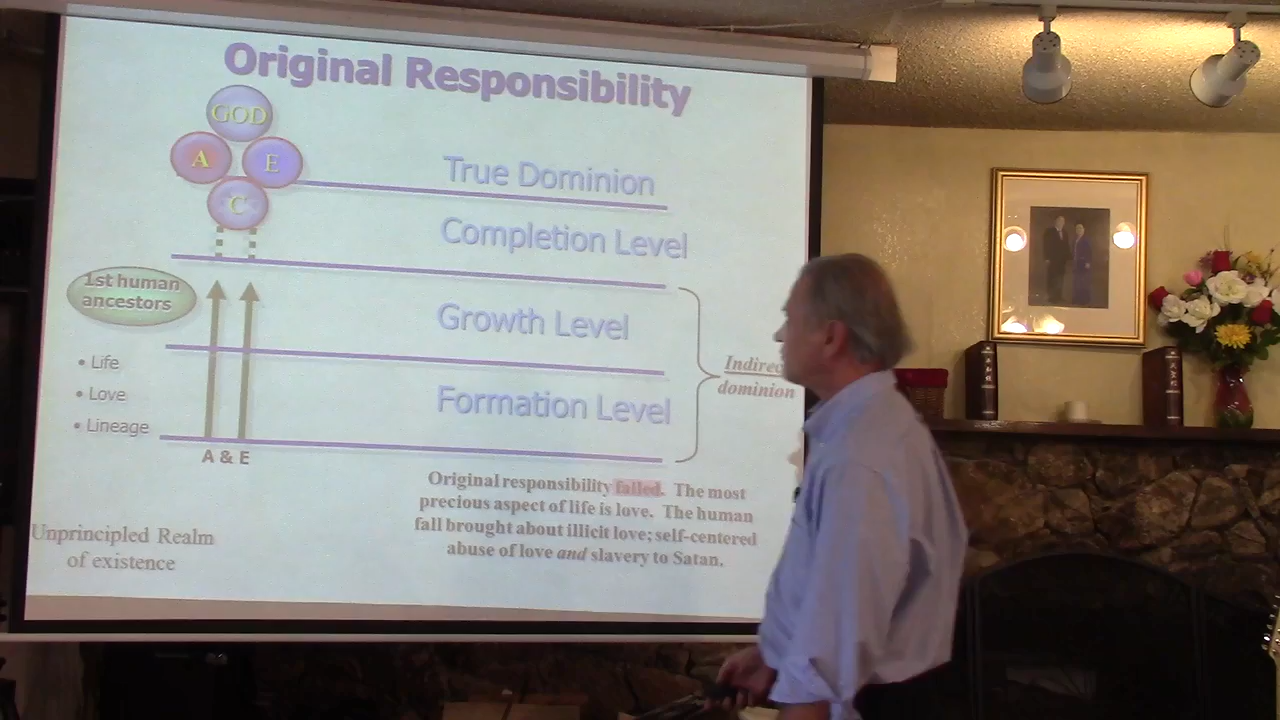 Original Responsibility
GOD
A
E
C
True Dominion
Completion Level
1st human
ancestors
Growth Level
Formation Level
• Life
• Love
• Lineage
A & E
dominion
Original responsibility failed. The most
precious aspect of life is love. The human
fall brought about illicit love; self-centered
abuse of love and slavery to Satan.
Unprincipled Realm
of existence